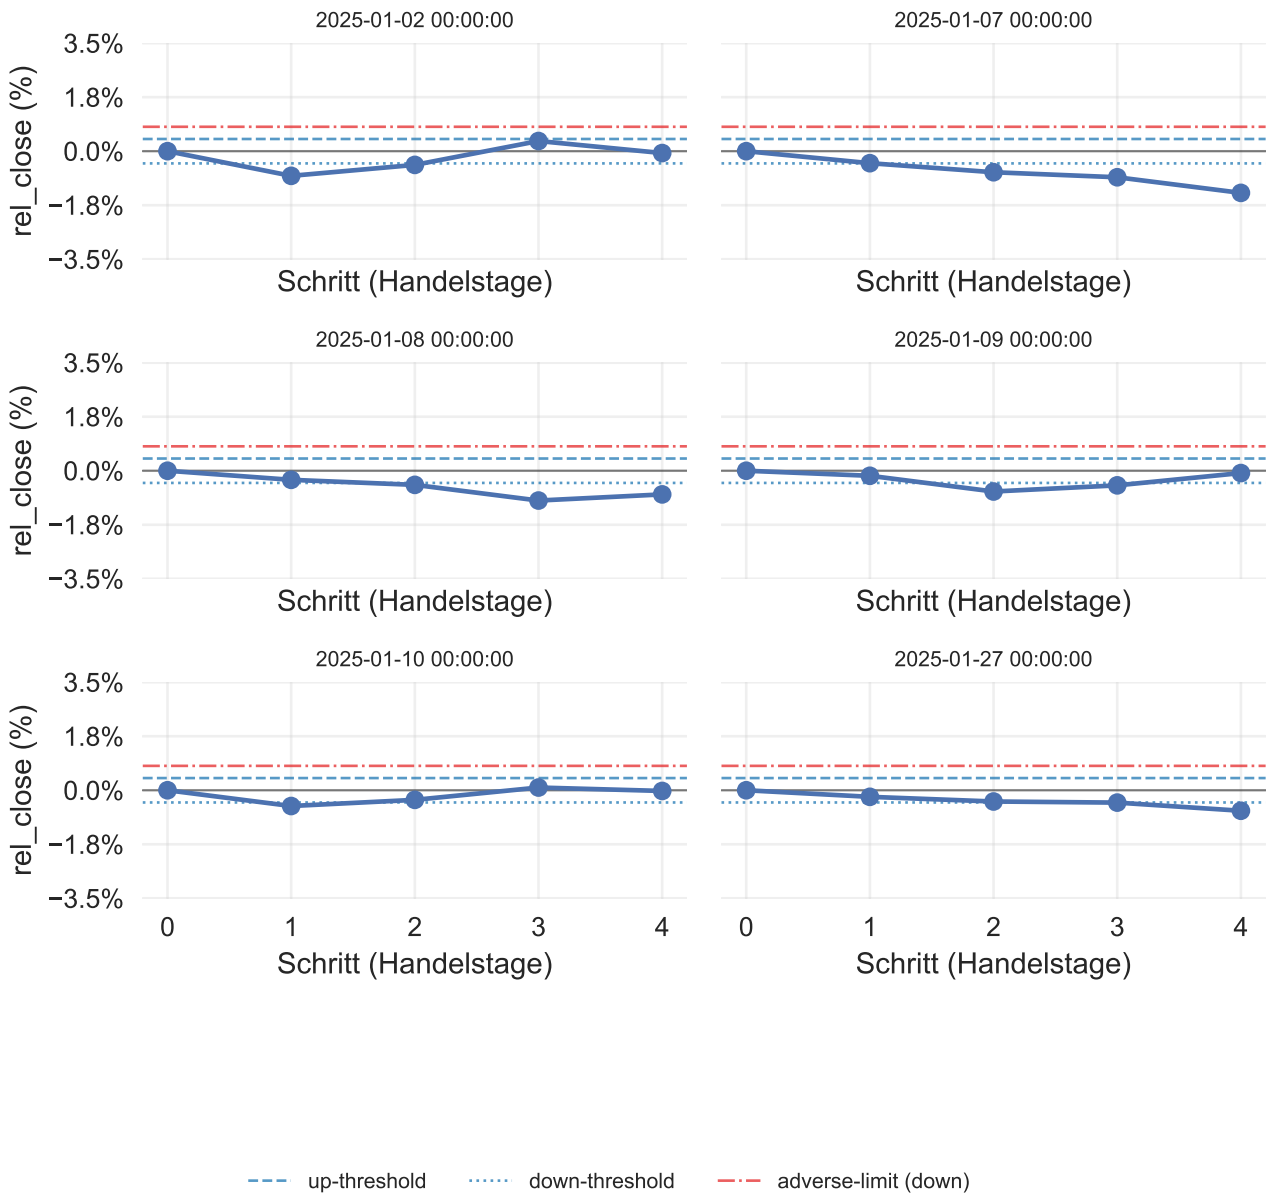 2025-01-02 00:00:00
2025-01-07 00:00:00
3.5%
1.8%
0.0%
−1.8%
−3.5%
rel_close (%)
Schritt (Handelstage)
Schritt (Handelstage)
2025-01-08 00:00:00
2025-01-09 00:00:00
3.5%
1.8%
0.0%
−1.8%
−3.5%
rel_close (%)
Schritt (Handelstage)
Schritt (Handelstage)
2025-01-10 00:00:00
2025-01-27 00:00:00
3.5%
1.8%
0.0%
−1.8%
−3.5%
rel_close (%)
0 1 2 3 4
0 1 2 3 4
Schritt (Handelstage)
Schritt (Handelstage)
up-threshold
down-threshold
adverse-limit (down)